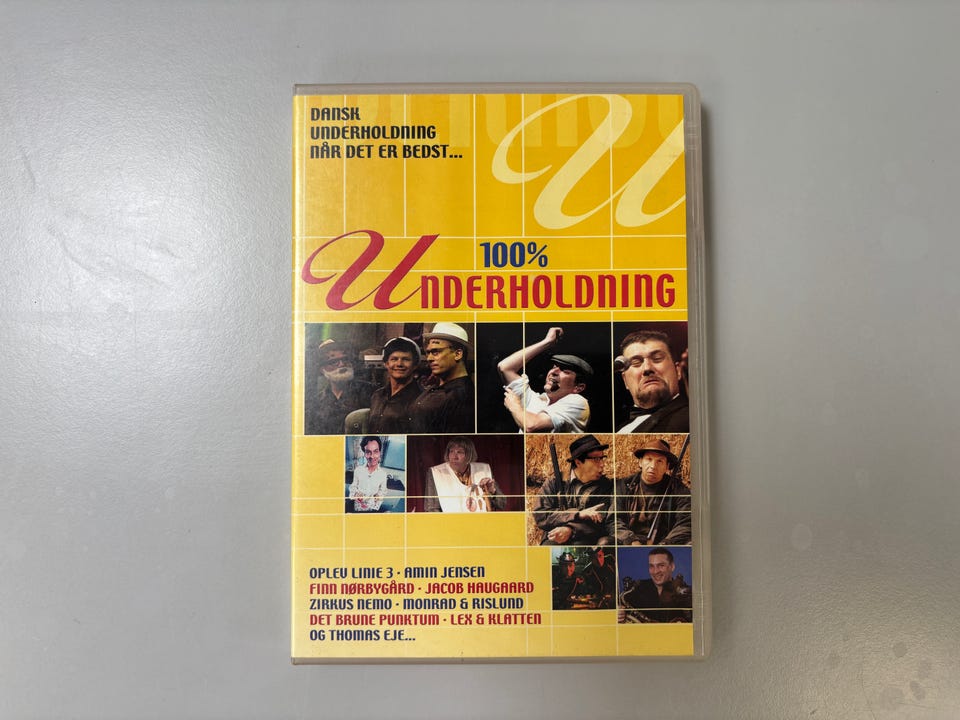 DANSK
UNDERHOLDNING
NÅR DET ER BEDST...
U
100%
UNDERHOLDNING
OPLEV LINIE 3 · AMIN JENSEN
FINN NØRBYGÅRD · JACOB HAUGAARD
ZIRKUS NEMO · MONRAD & RISLUND
DET BRUNE PUNKTUM · LEX & KLATTEN
OG THOMAS EJE...